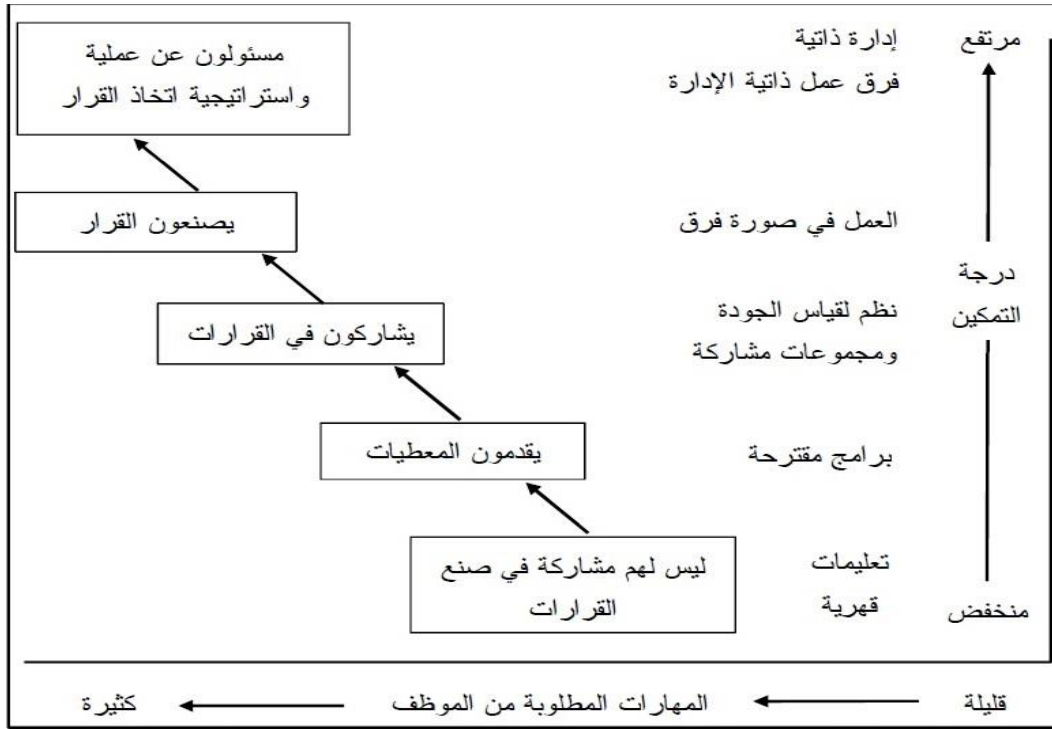 مرتفع
إدارة ذاتية
فرق عمل ذاتية الإدارة
مسئولون عن عملية
واستراتيجية اتخاذ القرار
العمل في صورة فرق
يصنعون القرار
درجة
التمكين
نظم لقياس الجودة
ومجموعات مشاركة
يشاركون في القرارات
برامج مقترحة
يقدمون المعطيات
منخفض
تعليمات
قهرية
ليس لهم مشاركة في صنع
القرارات
قليلة
المهارات المطلوبة من الموظف
كثيرة